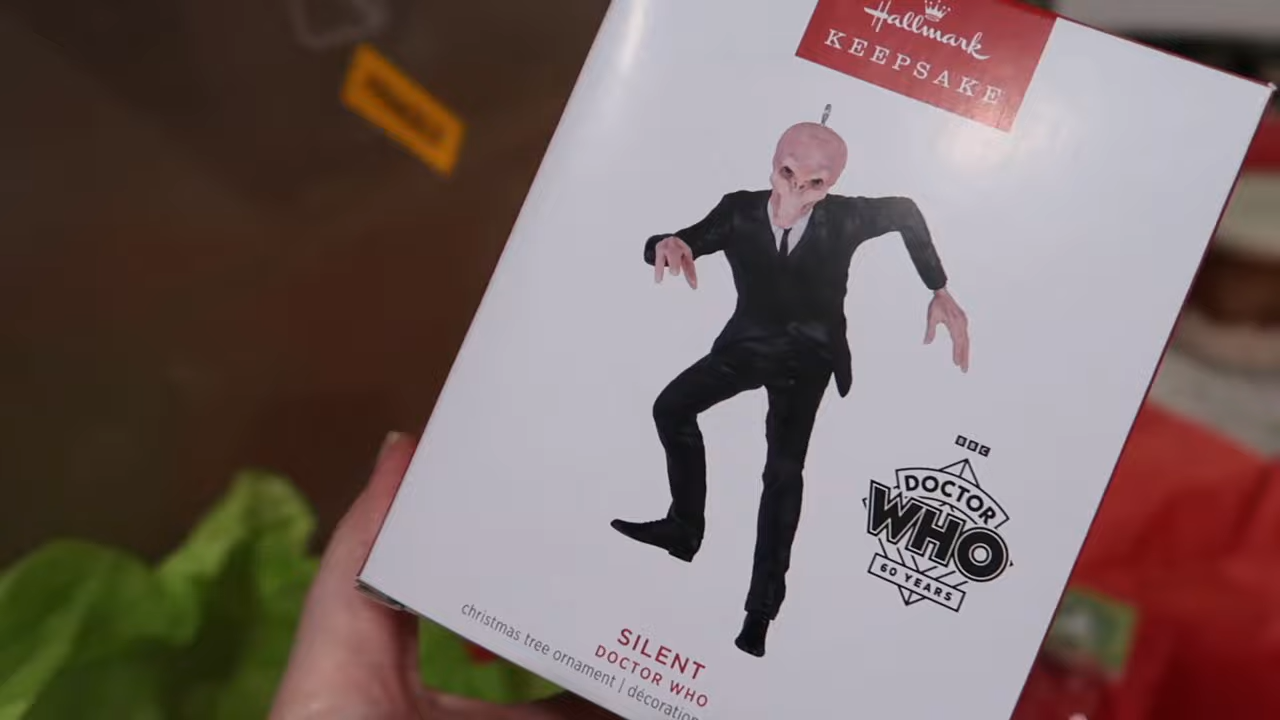 Hallmark
KEEPSAKE
BBC
DOCTOR
WHO
60 YEARS
SILENT
DOCTOR WHO
christmas tree ornament | décoration